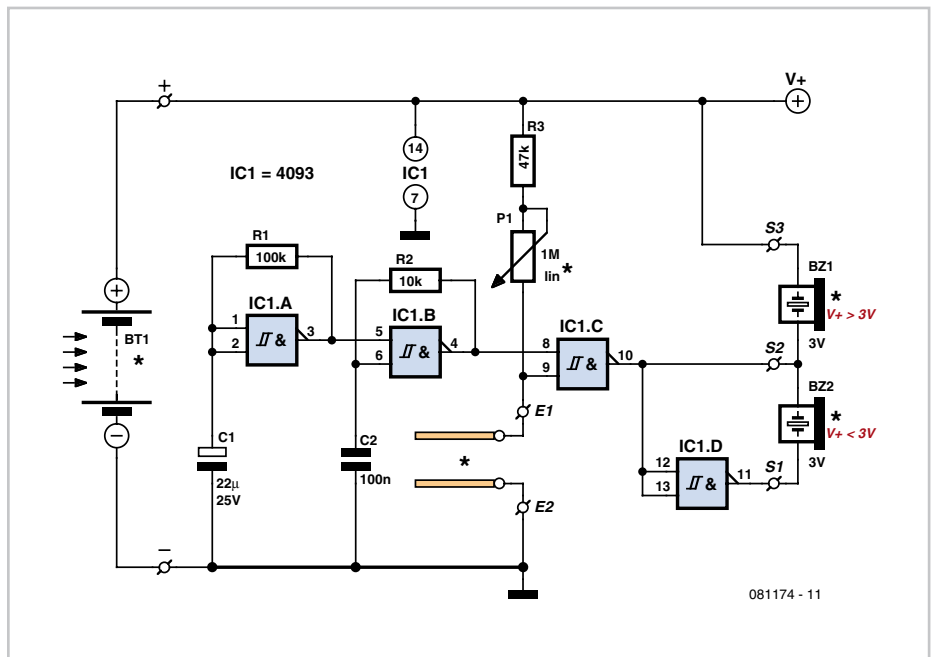 +
V+
+
R3
47k
14
IC1 = 4093
IC1
7
P1
1M
lin *
S3
R1
100k
R2
10k
BZ1
*
V+ > 3V
3V
+
IC1.A
1
2
&
3
IC1.B
5
6
&
4
IC1.C
8
9
&
10
S2
BT1
*
BZ2
*
V+ < 3V
3V
E1
*
E2
C1
22µ
25V
C2
100n
IC1.D
12
13
&
11
S1
–
–
081174 - 11